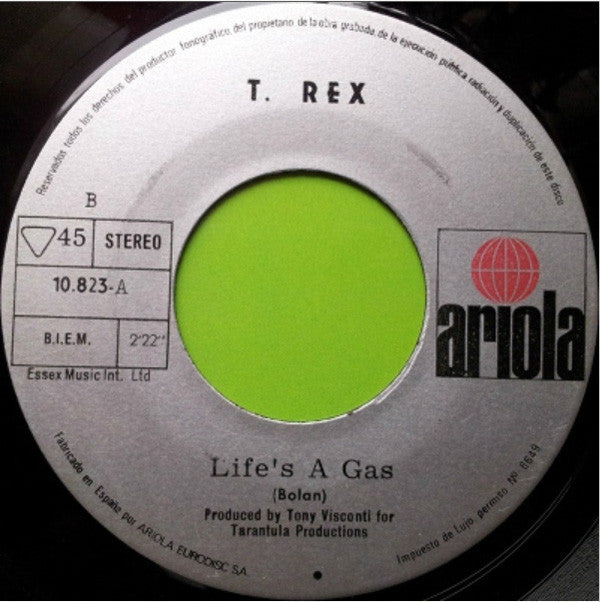 Reservados todos los derechos del productor fonográfico, del propietario de la obra grabada, de la ejecución pública radiación y duplicación de este disco
T. REX
B
45 STEREO
10.823-A
B.I.E.M. 2'22"
Essex Music Int. Ltd
ariola
Life's A Gas
(Bolan)
Produced by Tony Visconti for
Tarantula Productions
Fabricado en España por ARIOLA EURODISC S.A.
Impuesto de Lujo, permiso Nº 8649